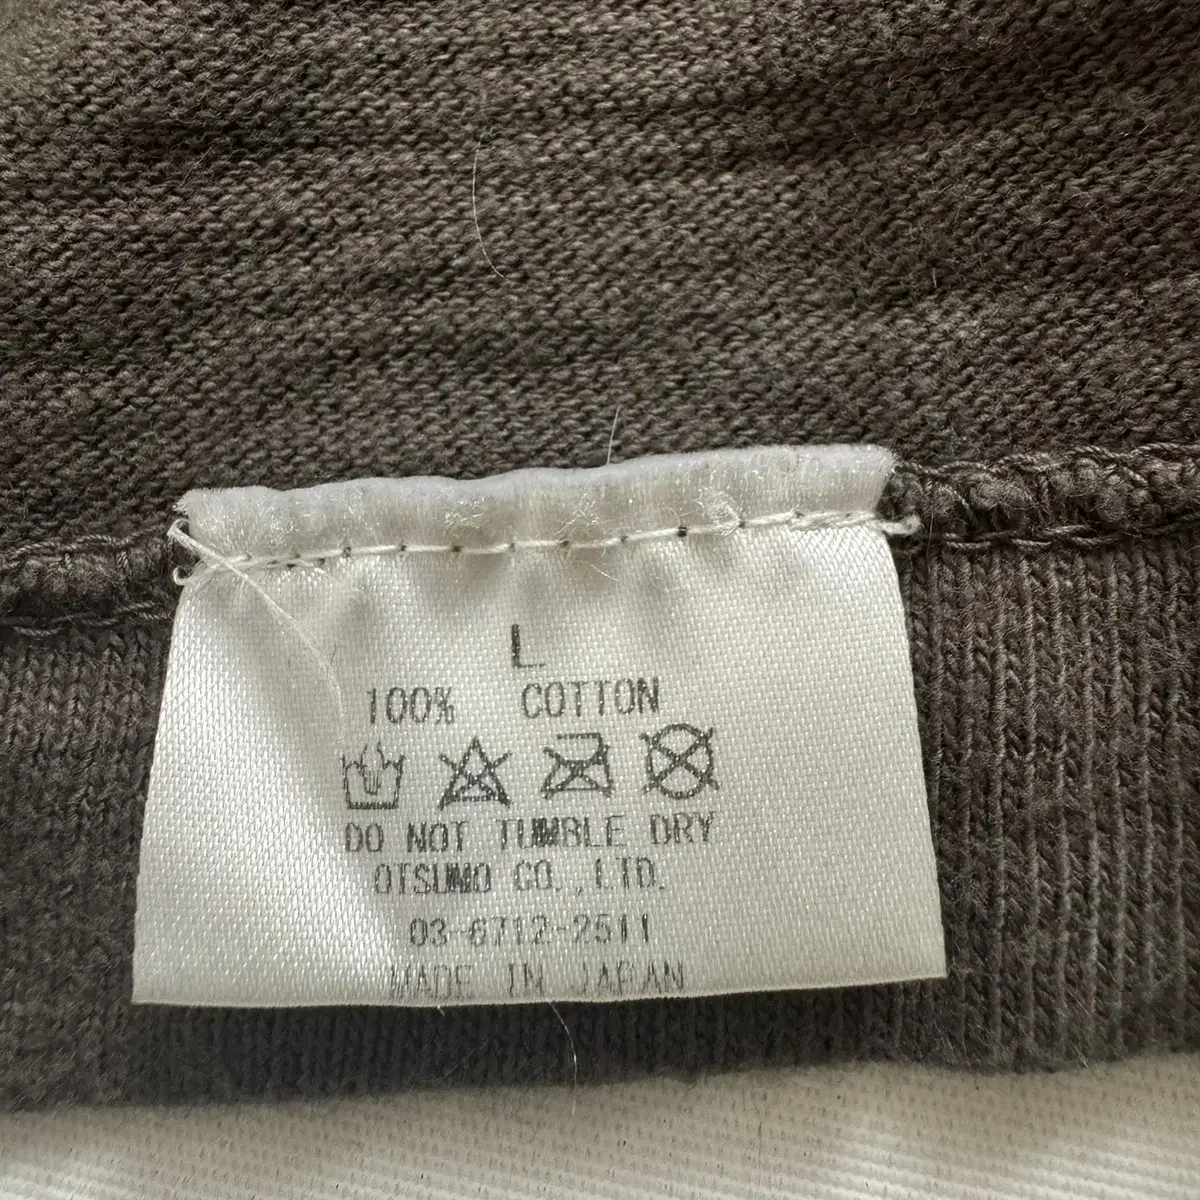 L
100% COTTON
DO NOT TUMBLE DRY
OTSUMO CO.,LTD.
03-6712-2511
MADE IN JAPAN